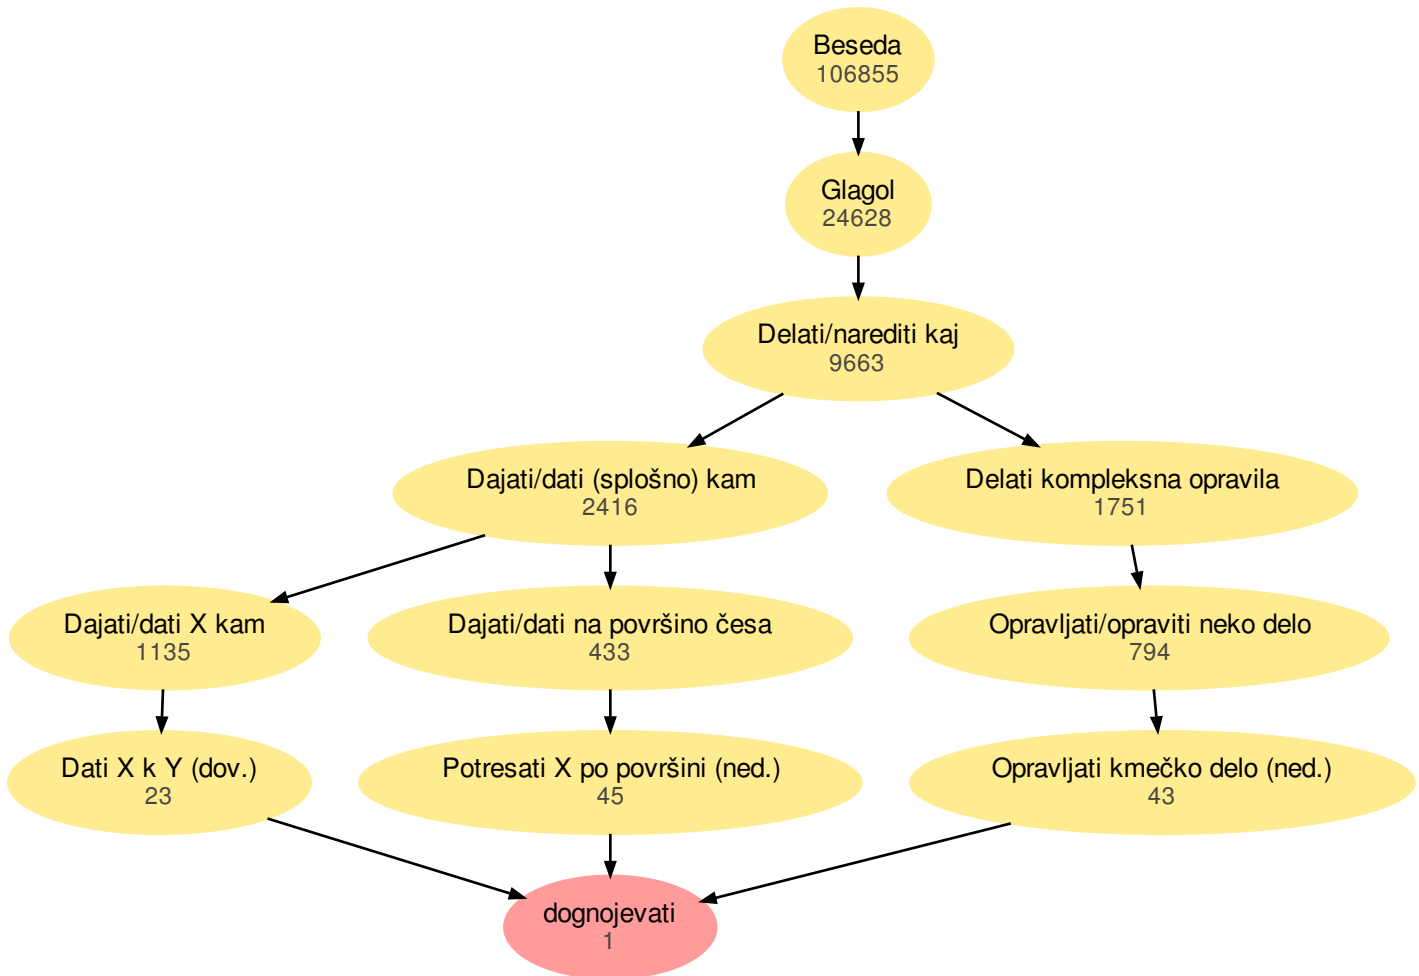 Beseda
106855
Glagol
24628
Delati/narediti kaj
9663
Dajati/dati (splošno) kam
2416
Delati kompleksna opravila
1751
Dajati/dati X kam
1135
Dajati/dati na površino česa
433
Opravljati/opraviti neko delo
794
Dati X k Y (dov.)
23
Potresati X po površini (ned.)
45
Opravljati kmečko delo (ned.)
43
dognojevati
1